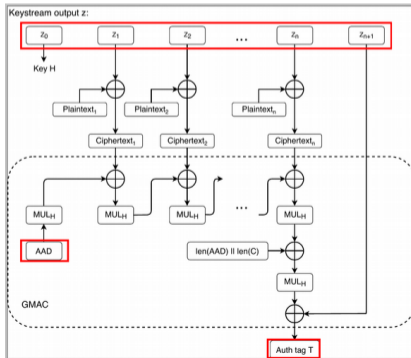 Keystream output z:
z₀ z₁ z₂ ... zₙ zₙ₊₁
Key H
Plaintext₁ Plaintext₂ Plaintextₙ
Ciphertext₁ Ciphertext₂ Ciphertextₙ
MULH MULH MULH ... MULH
AAD
len(AAD) || len(C)
MULH
GMAC
Auth tag T